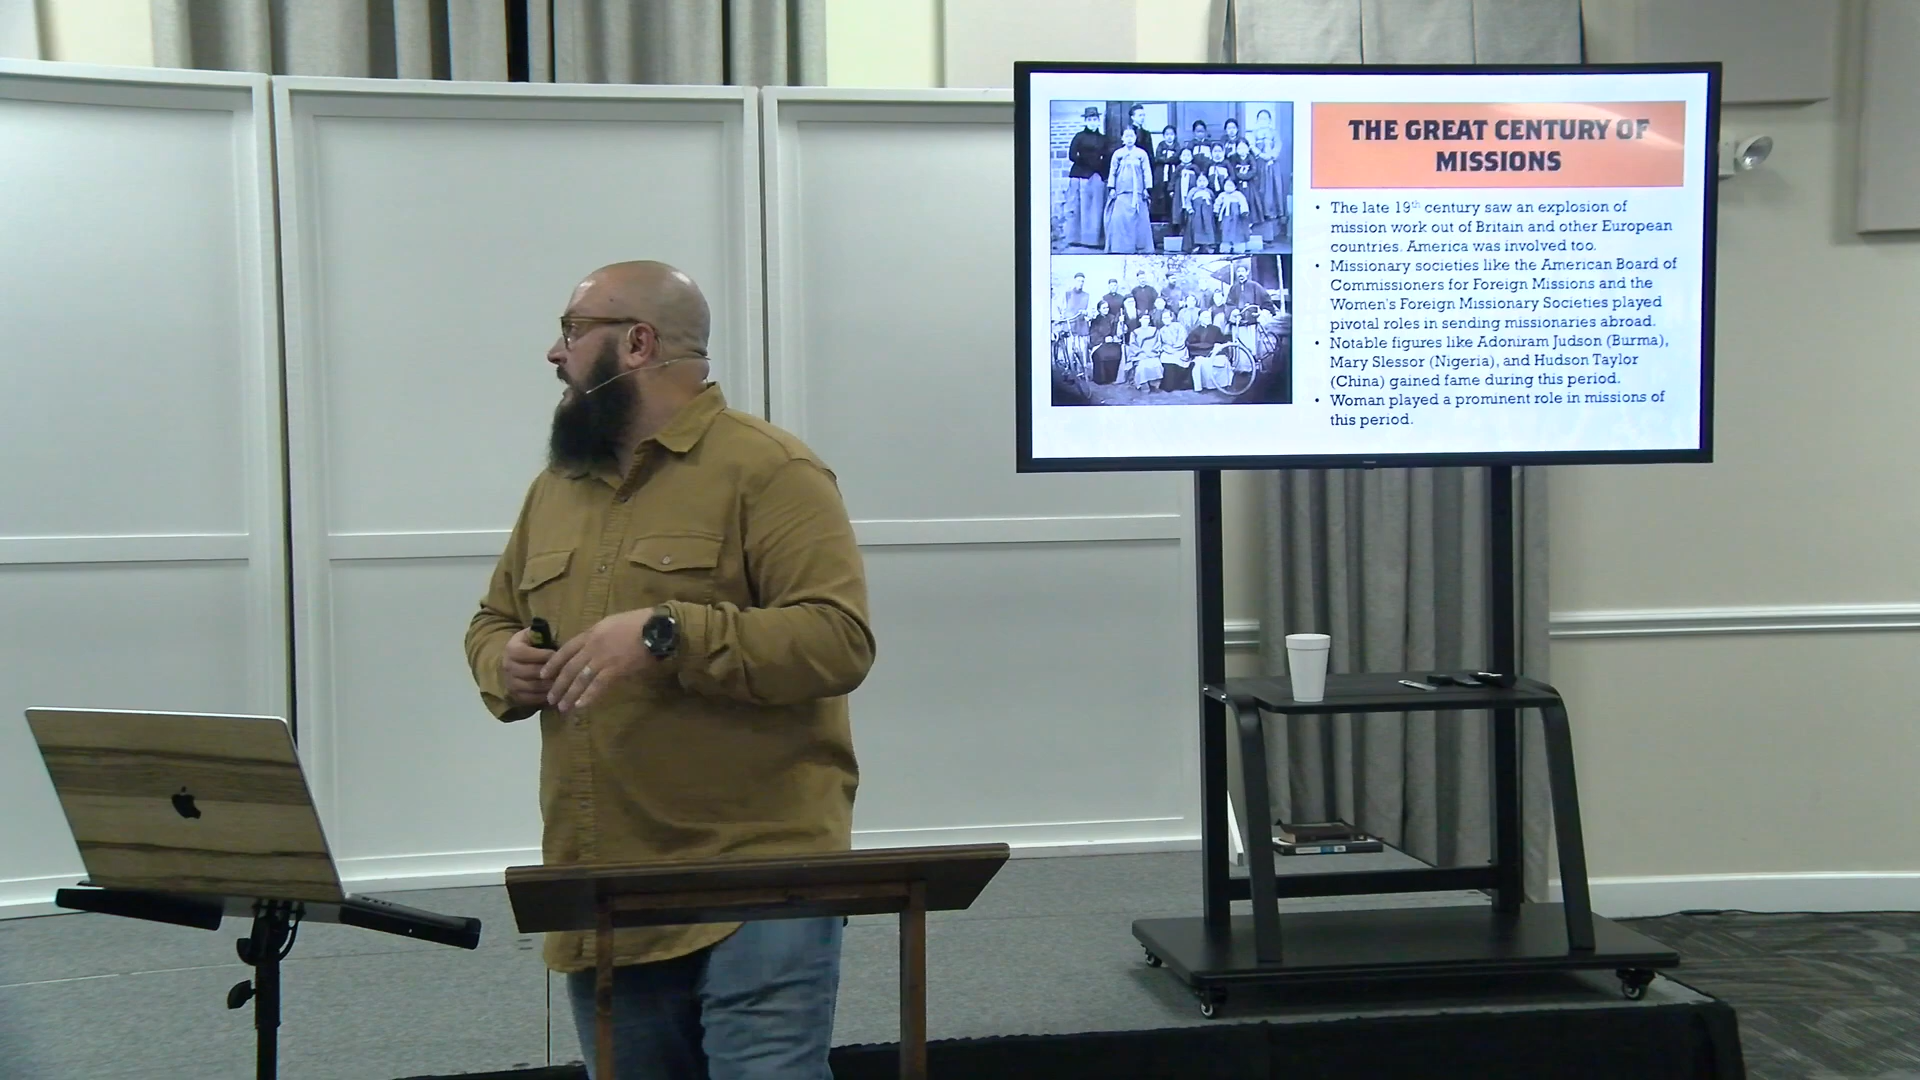 THE GREAT CENTURY OF
MISSIONS
• The late 19th century saw an explosion of
mission work out of Britain and other European
countries. America was involved too.
• Missionary societies like the American Board of
Commissioners for Foreign Missions and the
Women's Foreign Missionary Societies played
pivotal roles in sending missionaries abroad.
• Notable figures like Adoniram Judson (Burma),
Mary Slessor (Nigeria), and Hudson Taylor
(China) gained fame during this period.
• Woman played a prominent role in missions of
this period.